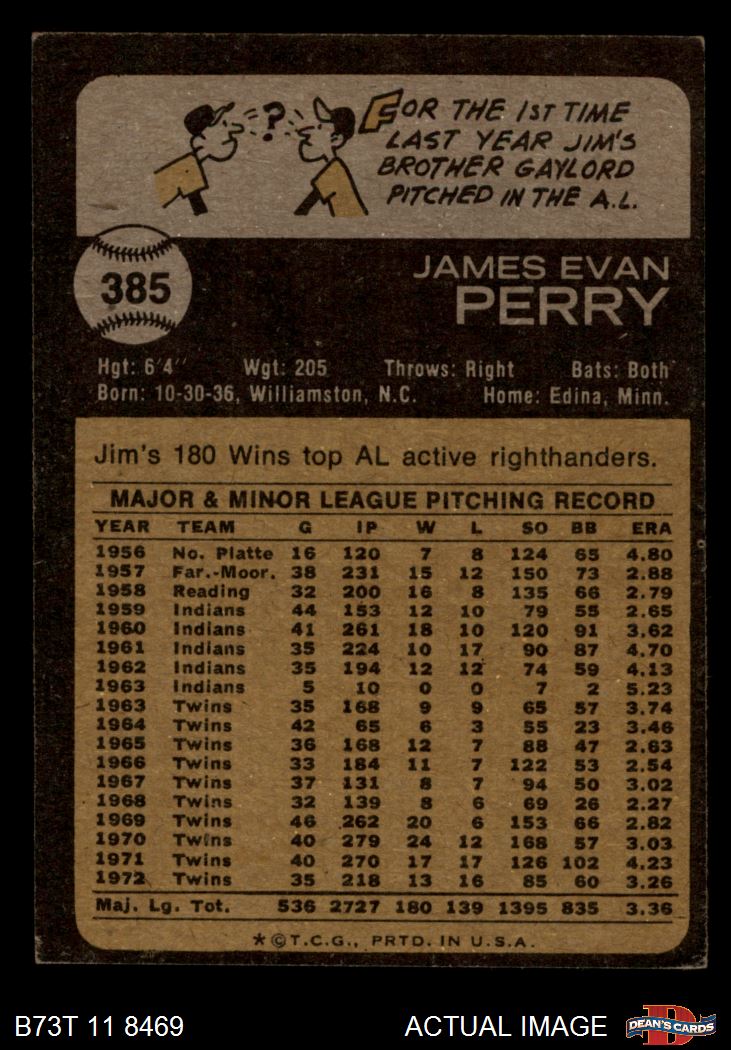 ?
FOR THE 1ST TIME
LAST YEAR JIM'S
BROTHER GAYLORD
PITCHED IN THE A.L.
385
JAMES EVAN
PERRY
Hgt: 6'4" Wgt: 205 Throws: Right Bats: Both
Born: 10-30-36, Williamston, N.C. Home: Edina, Minn.
Jim's 180 Wins top AL active righthanders.
MAJOR & MINOR LEAGUE PITCHING RECORD
YEAR TEAM G IP W L SO BB ERA
1956 No. Platte 16 120 7 8 124 65 4.80
1957 Far.-Moor. 38 231 15 12 150 73 2.88
1958 Reading 32 200 16 8 135 66 2.79
1959 Indians 44 153 12 10 79 55 2.65
1960 Indians 41 261 18 10 120 91 3.62
1961 Indians 35 224 10 17 90 87 4.70
1962 Indians 35 194 12 12 74 59 4.13
1963 Indians 5 10 0 0 7 2 5.23
1963 Twins 35 168 9 9 65 57 3.74
1964 Twins 42 65 6 3 55 23 3.46
1965 Twins 36 168 12 7 88 47 2.63
1966 Twins 33 184 11 7 122 53 2.54
1967 Twins 37 131 8 7 94 50 3.02
1968 Twins 32 139 8 6 69 26 2.27
1969 Twins 46 262 20 6 153 66 2.82
1970 Twins 40 279 24 12 168 57 3.03
1971 Twins 40 270 17 17 126 102 4.23
1972 Twins 35 218 13 16 85 60 3.26
Maj. Lg. Tot. 536 2727 180 139 1395 835 3.36
*©T.C.G., PRTD. IN U.S.A.
B73T 11 8469 ACTUAL IMAGE D DEAN'S CARDS